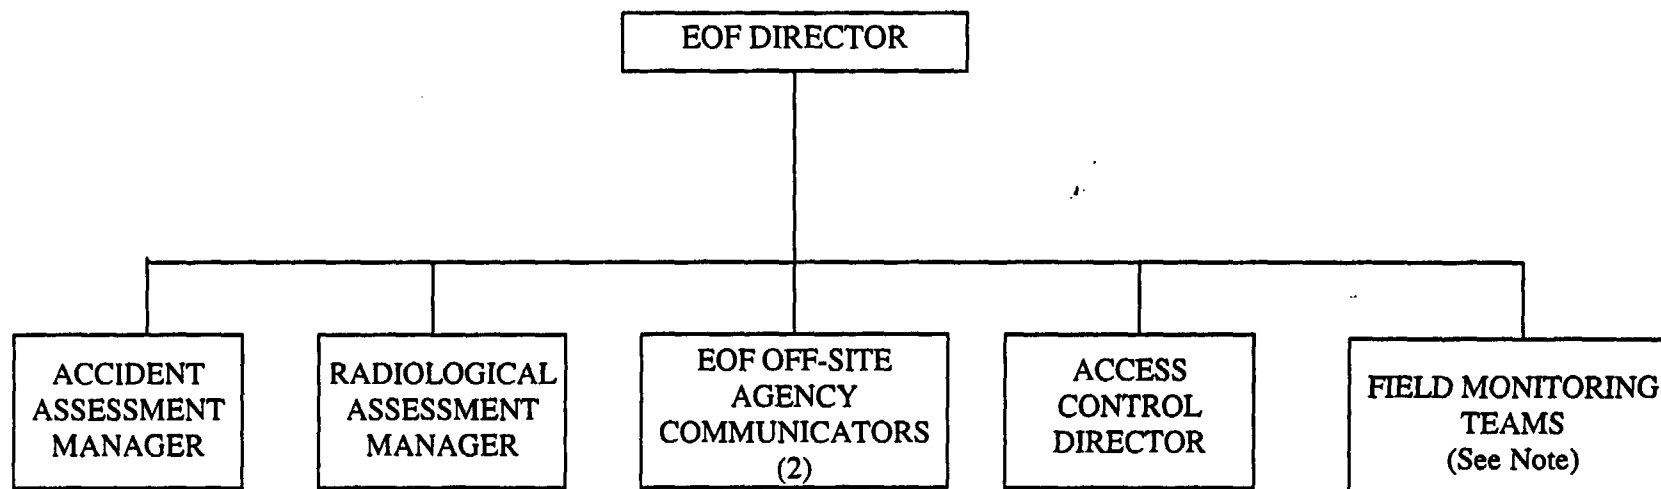 EOF DIRECTOR
ACCIDENT
ASSESSMENT
MANAGER
RADIOLOGICAL
ASSESSMENT
MANAGER
EOF OFF-SITE
AGENCY
COMMUNICATORS
(2)
ACCESS
CONTROL
DIRECTOR
FIELD MONITORING
TEAMS
(See Note)